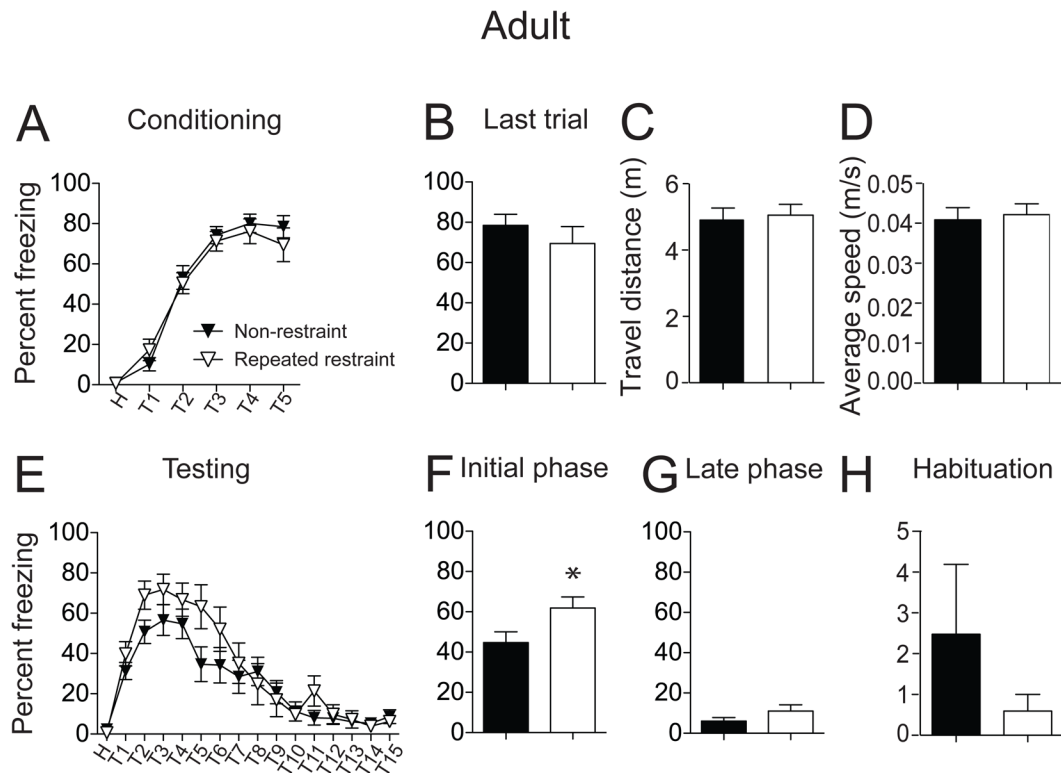 Adult
A Conditioning
Percent freezing
100
80
60
40
20
0
H T1 T2 T3 T4 T5
Non-restraint
Repeated restraint
B Last trial
100
80
60
40
20
0
C
Travel distance (m)
6
4
2
0
D
Average speed (m/s)
0.05
0.04
0.03
0.02
0.01
0.00
E Testing
Percent freezing
100
80
60
40
20
0
H T1 T2 T3 T4 T5 T6 T7 T8 T9 T10 T11 T12 T13 T14 T15
F Initial phase
100
80
60
40
20
0
*
G Late phase
100
80
60
40
20
0
H Habituation
5
4
3
2
1
0